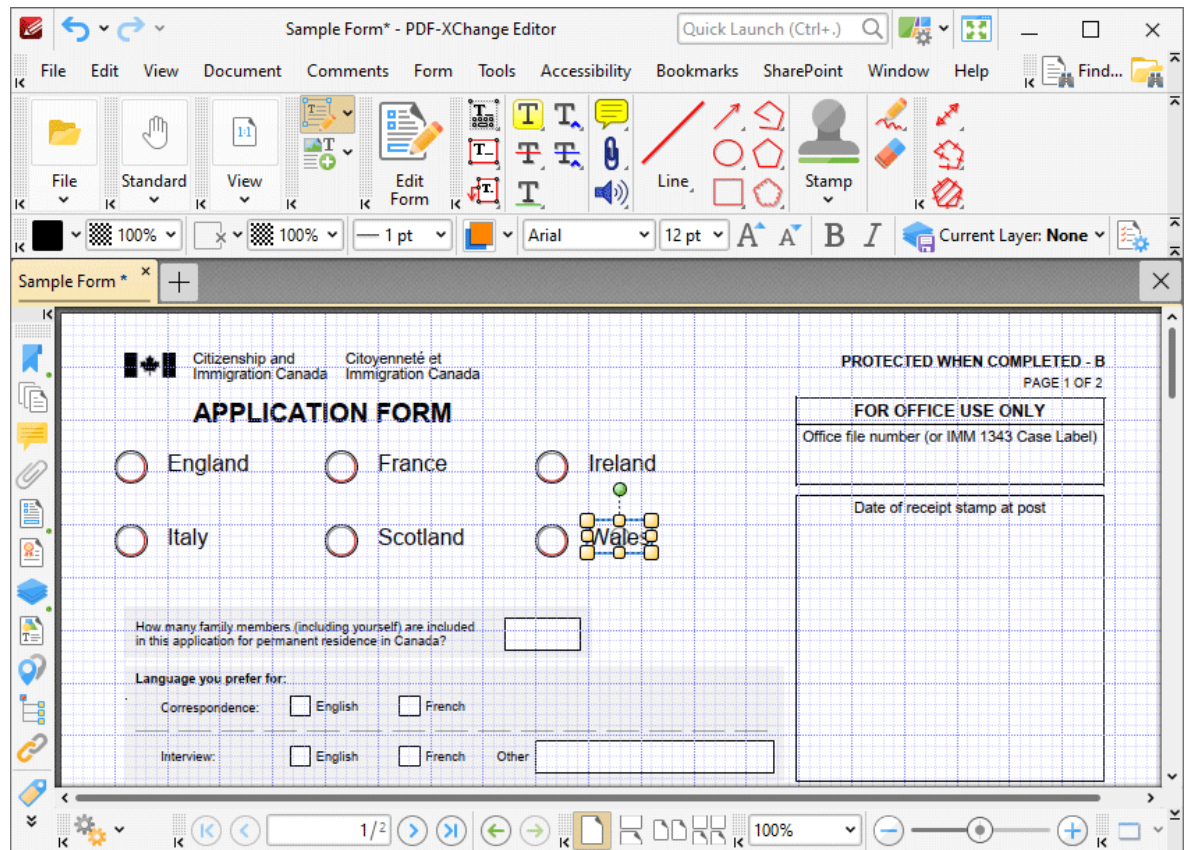 Sample Form* - PDF-XChange Editor
Quick Launch (Ctrl+.)
File Edit View Document Comments Form Tools Accessibility Bookmarks SharePoint Window Help Find...
File Standard View Edit Form Line Stamp
100% 100% 1 pt Arial 12 pt B I Current Layer: None
Sample Form *
Citizenship and Immigration Canada
Citoyenneté et Immigration Canada
PROTECTED WHEN COMPLETED - B
PAGE 1 OF 2
APPLICATION FORM
FOR OFFICE USE ONLY
Office file number (or IMM 1343 Case Label)
England France Ireland
Date of receipt stamp at post
Italy Scotland Wales
How many family members (including yourself) are included
in this application for permanent residence in Canada?
Language you prefer for:
Correspondence: English French
Interview: English French Other
1/2 100%